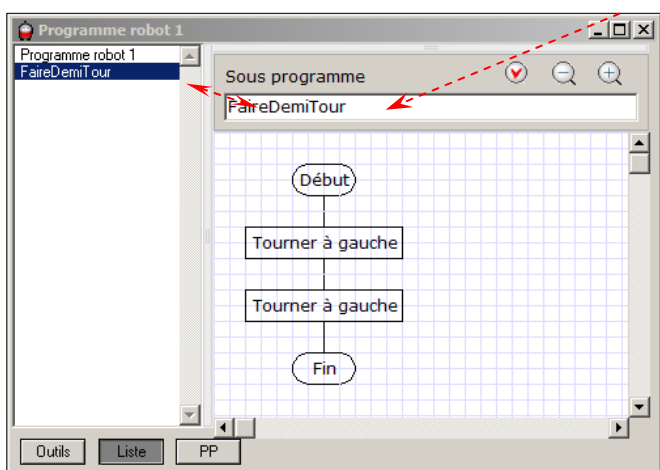 Programme robot 1
Programme robot 1
FaireDemiTour
Sous programme
FaireDemiTour
Début
Tourner à gauche
Tourner à gauche
Fin
Outils
Liste
PP